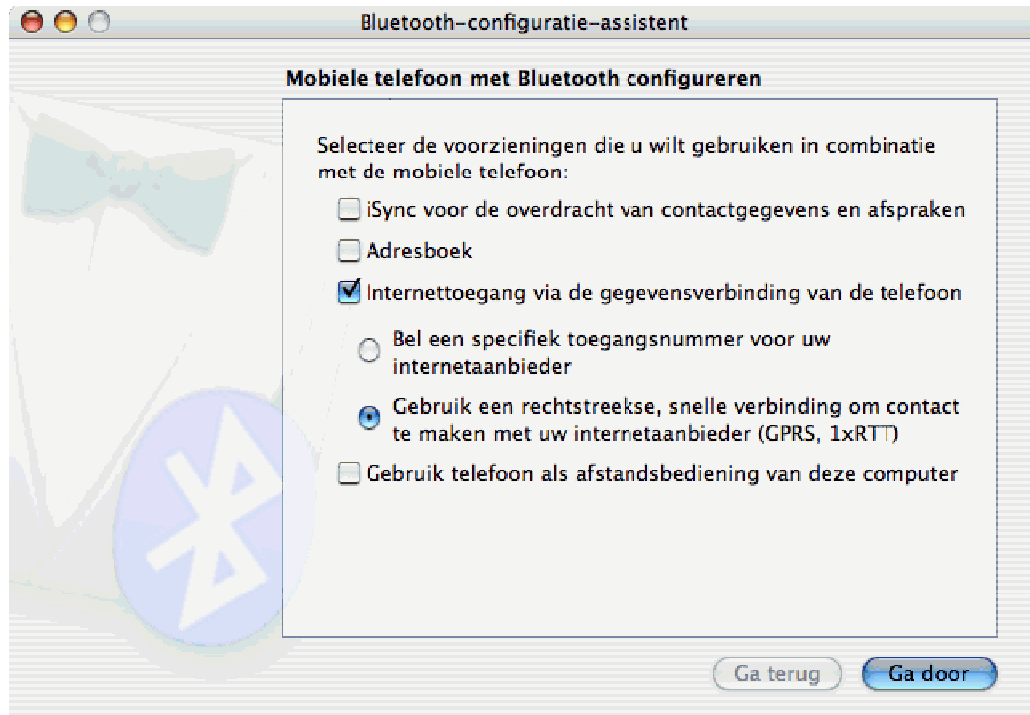 Bluetooth-configuratie-assistent
Mobiele telefoon met Bluetooth configureren
Selecteer de voorzieningen die u wilt gebruiken in combinatie
met de mobiele telefoon:
iSync voor de overdracht van contactgegevens en afspraken
Adresboek
Internettoegang via de gegevensverbinding van de telefoon
Bel een specifiek toegangsnummer voor uw
internetaanbieder
Gebruik een rechtstreekse, snelle verbinding om contact
te maken met uw internetaanbieder (GPRS, 1xRTT)
Gebruik telefoon als afstandsbediening van deze computer
Ga terug
Ga door